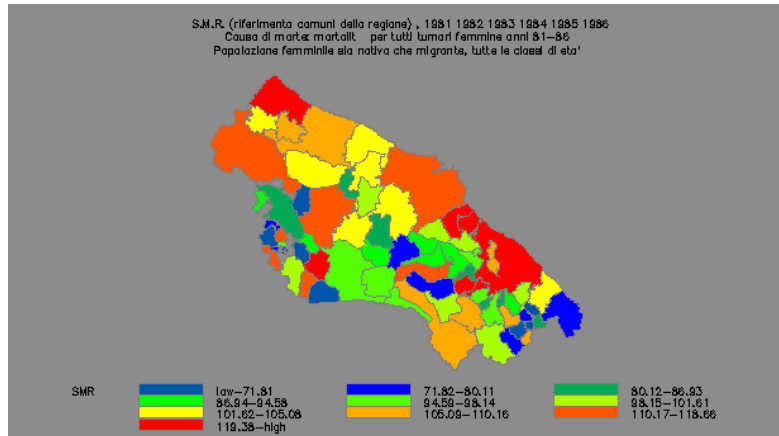 S.M.R. (riferimento comuni della regione) , 1981 1982 1983 1984 1985 1986
Causa di morte: mortalit per tutti tumori femmine anni 81-86
Popolazione femminile sia nativa che migrante, tutte le classi di eta'
SMR
low-71.81 71.82-80.11 80.12-86.93
86.94-94.58 94.59-98.14 98.15-101.61
101.62-105.08 105.09-110.16 110.17-118.66
119.38-high